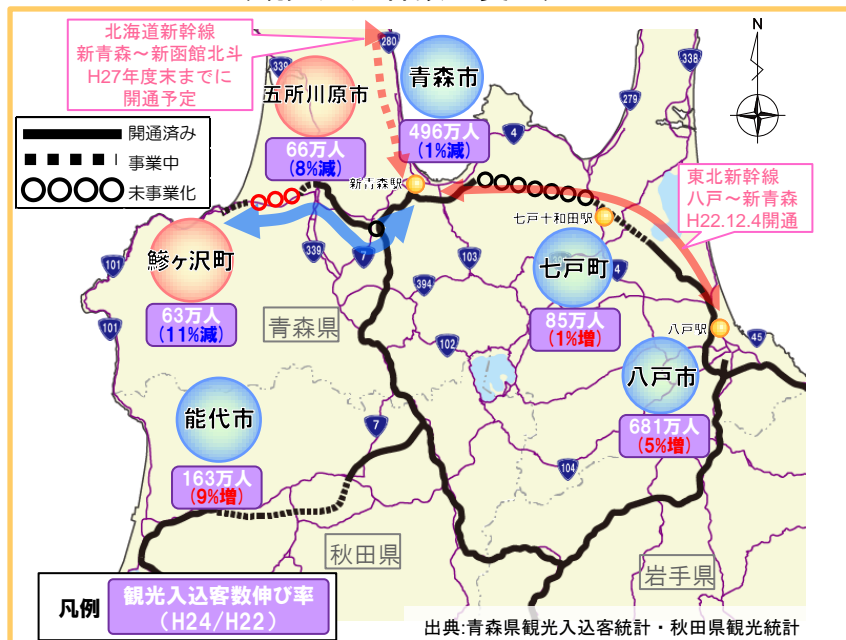 北海道新幹線
新青森～新函館北斗
H27年度末までに
開通予定
280
339
五所川原市
66万人
(8%減)
青森市
496万人
(1%減)
338
279
4
N
開通済み
事業中
未事業化
新青森駅
七戸十和田駅
東北新幹線
八戸～新青森
H22.12.4開通
鰺ヶ沢町
63万人
(11%減)
101
101
339
7
103
394
102
七戸町
4
85万人
(1%増)
八戸駅
45
青森県
八戸市
681万人
(5%増)
能代市
163万人
(9%増)
7
104
秋田県
岩手県
凡例
観光入込客数伸び率
(H24/H22)
出典:青森県観光入込客統計・秋田県観光統計